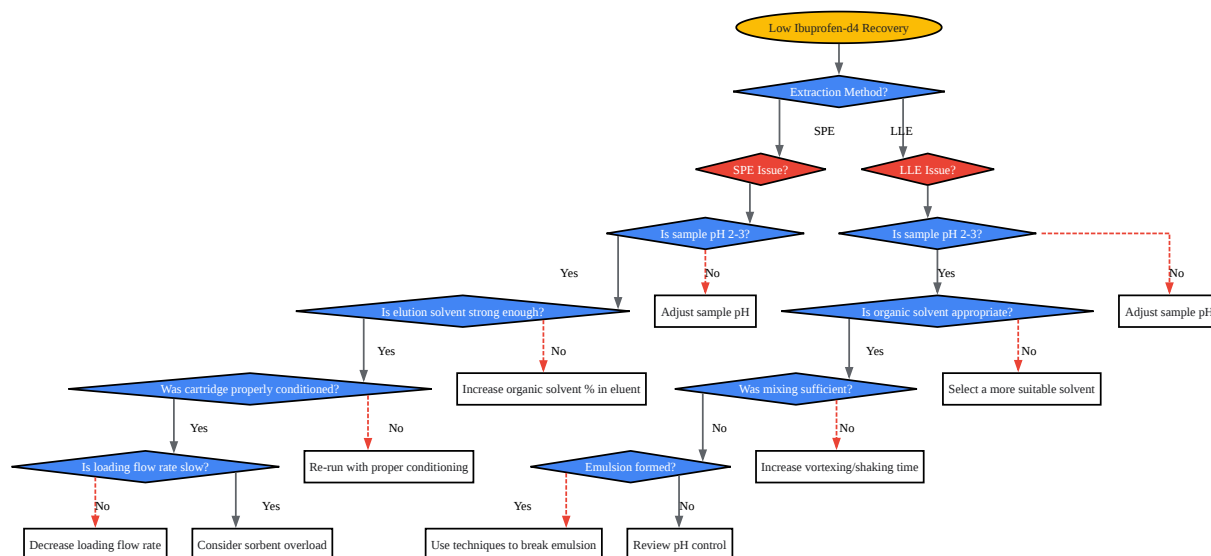 Low Ibuprofen-d4 Recovery
Extraction Method?
SPE
LLE
SPE Issue?
LLE Issue?
Is sample pH 2-3?
Is sample pH 2-3?
Yes
No
Yes
No
Is elution solvent strong enough?
Adjust sample pH
Is organic solvent appropriate?
Adjust sample pH
Yes
No
Yes
No
Was cartridge properly conditioned?
Increase organic solvent % in eluent
Was mixing sufficient?
Select a more suitable solvent
Yes
No
No
No
Is loading flow rate slow?
Re-run with proper conditioning
Emulsion formed?
Increase vortexing/shaking time
No
Yes
Yes
No
Decrease loading flow rate
Consider sorbent overload
Use techniques to break emulsion
Review pH control